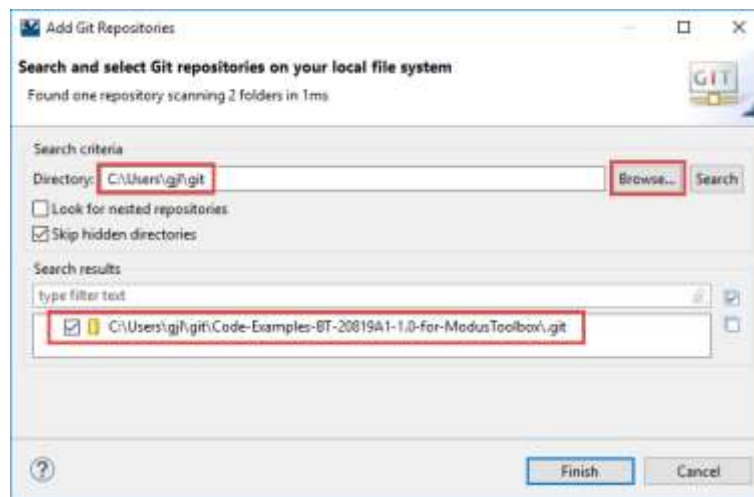 Add Git Repositories
Search and select Git repositories on your local file system
Found one repository scanning 2 folders in 1ms
GIT
Search criteria
Directory: C:\Users\gjl\git Browse... Search
Look for nested repositories
Skip hidden directories
Search results
type filter text
C:\Users\gjl\git\Code-Examples-BT-20819A1-1.0-for-ModusToolbox\.git
Finish Cancel